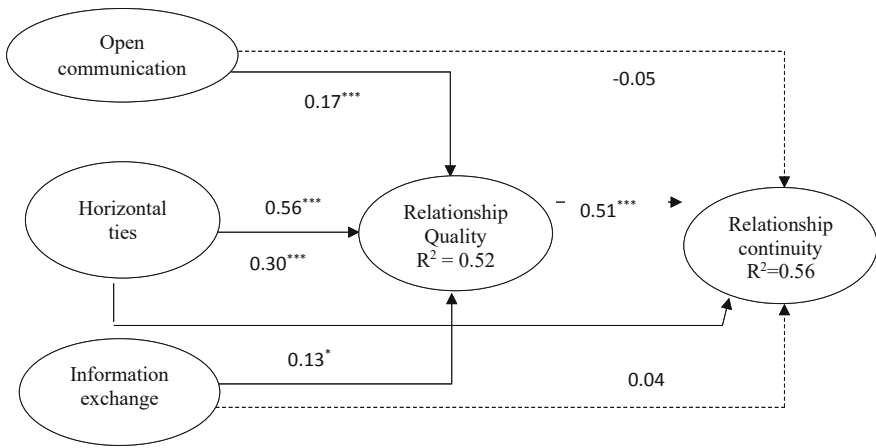 Open
communication
-0.05
0.17***
Horizontal
ties
0.56***
0.30***
Relationship
Quality
R² = 0.52
0.51***
Relationship
continuity
R²=0.56
Information
exchange
0.13*
0.04